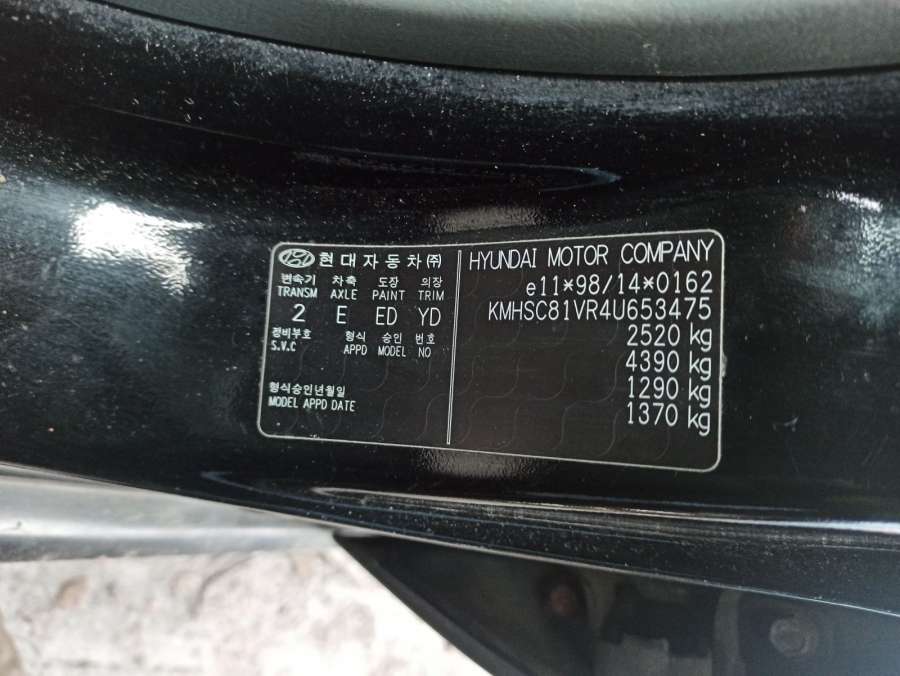 현대자동차㈜
변속기 차축 도장 의장
TRANSM AXLE PAINT TRIM
2 E ED YD
정비부호 형식 승인 번호
S.V.C APPD MODEL NO
형식승인년월일
MODEL APPD DATE
HYUNDAI MOTOR COMPANY
e11*98/14*0162
KMHSC81VR4U653475
2520 kg
4390 kg
1290 kg
1370 kg